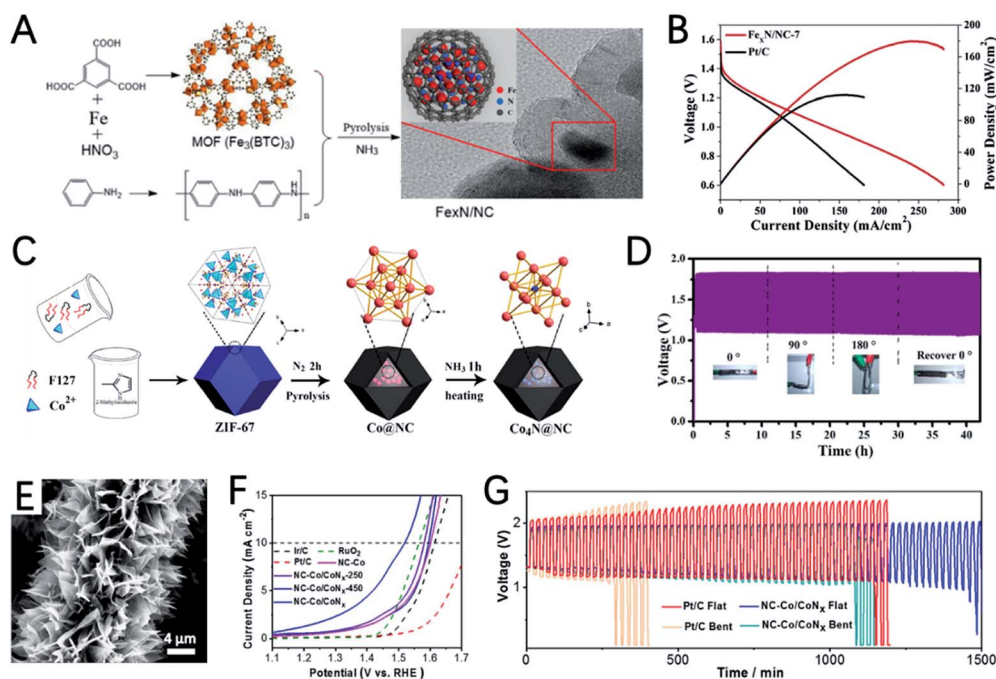 A
COOH
HOOC
COOH
+
Fe
+
HNO3
MOF (Fe3(BTC)3)
NH2
NH
H
N
n
Pyrolysis
NH3
Fe
N
C
FexN/NC
B
FeXN/NC-7
Pt/C
1.6
1.4
1.2
1.0
0.8
0.6
Voltage (V)
200
160
120
80
40
0
Power Density (mW/cm2)
0 50 100 150 200 250 300
Current Density (mA/cm2)
C
F127
Co2+
2-Methylimidazole
ZIF-67
N2 2h
Pyrolysis
Co@NC
NH3 1h
heating
Co4N@NC
D
2.0
1.5
1.0
0.5
0.0
Voltage (V)
0 °
90 °
180 °
Recover 0 °
0 5 10 15 20 25 30 35 40
Time (h)
E
4 μm
F
15
10
5
0
Current Density (mA cm-2)
Ir/C
RuO2
Pt/C
NC-Co
NC-Co/CoNX-250
NC-Co/CoNX-450
NC-Co/CoNX
1.1 1.2 1.3 1.4 1.5 1.6 1.7
Potential (V vs. RHE)
G
2
1
0
Voltage (V)
Pt/C Flat
NC-Co/CoNX Flat
Pt/C Bent
NC-Co/CoNX Bent
0 500 1000 1500
Time / min